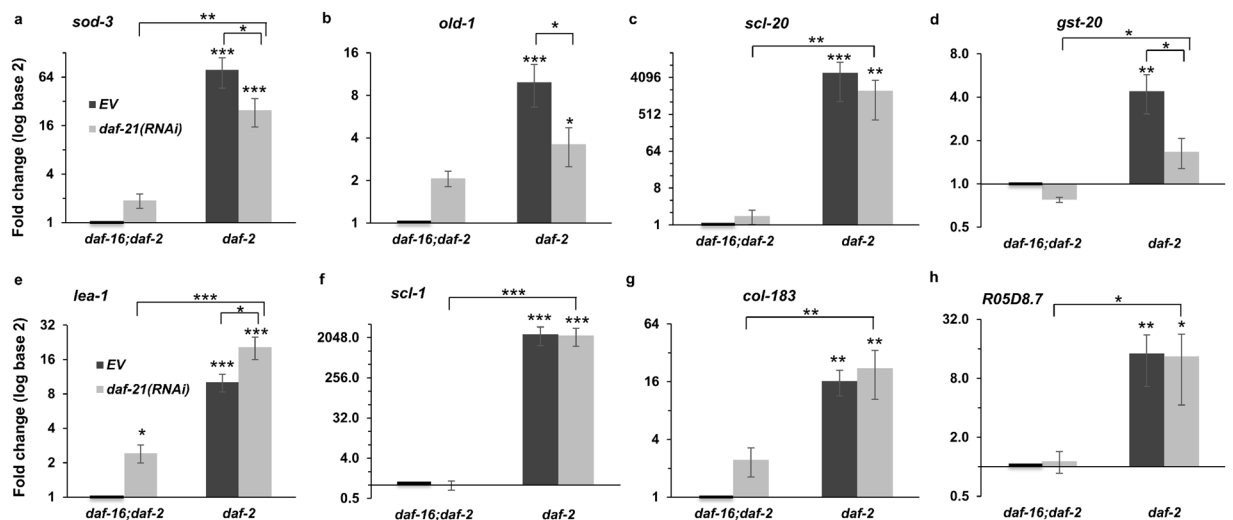 a
sod-3
**
*
***
***
64
16
4
1
Fold change (log base 2)
EV
daf-21(RNAi)
daf-16;daf-2
daf-2
b
old-1
*
***
*
16
8
4
2
1
daf-16;daf-2
daf-2
c
scl-20
**
***
**
4096
512
64
8
1
daf-16;daf-2
daf-2
d
gst-20
*
*
**
8.0
4.0
2.0
1.0
0.5
daf-16;daf-2
daf-2
e
lea-1
***
*
***
***
*
32
16
8
4
2
1
Fold change (log base 2)
EV
daf-21(RNAi)
daf-16;daf-2
daf-2
f
scl-1
***
***
***
2048.0
256.0
32.0
4.0
0.5
daf-16;daf-2
daf-2
g
col-183
**
**
**
64
16
4
1
daf-16;daf-2
daf-2
h
R05D8.7
*
**
*
32.0
8.0
2.0
0.5
daf-16;daf-2
daf-2